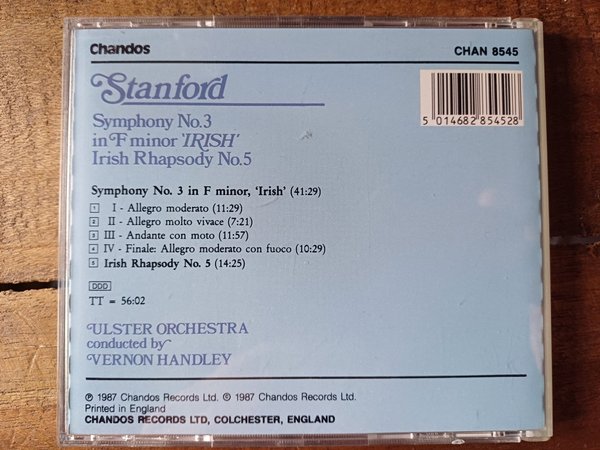 Chandos
CHAN 8545
Stanford
5 014682 854528
Symphony No.3
in F minor 'IRISH'
Irish Rhapsody No.5
Symphony No. 3 in F minor, 'Irish' (41:29)
1 I - Allegro moderato (11:29)
2 II - Allegro molto vivace (7:21)
3 III - Andante con moto (11:57)
4 IV - Finale: Allegro moderato con fuoco (10:29)
5 Irish Rhapsody No. 5 (14:25)
DDD
TT = 56:02
ULSTER ORCHESTRA
conducted by
VERNON HANDLEY
℗ 1987 Chandos Records Ltd. © 1987 Chandos Records Ltd.
Printed in England
CHANDOS RECORDS LTD, COLCHESTER, ENGLAND